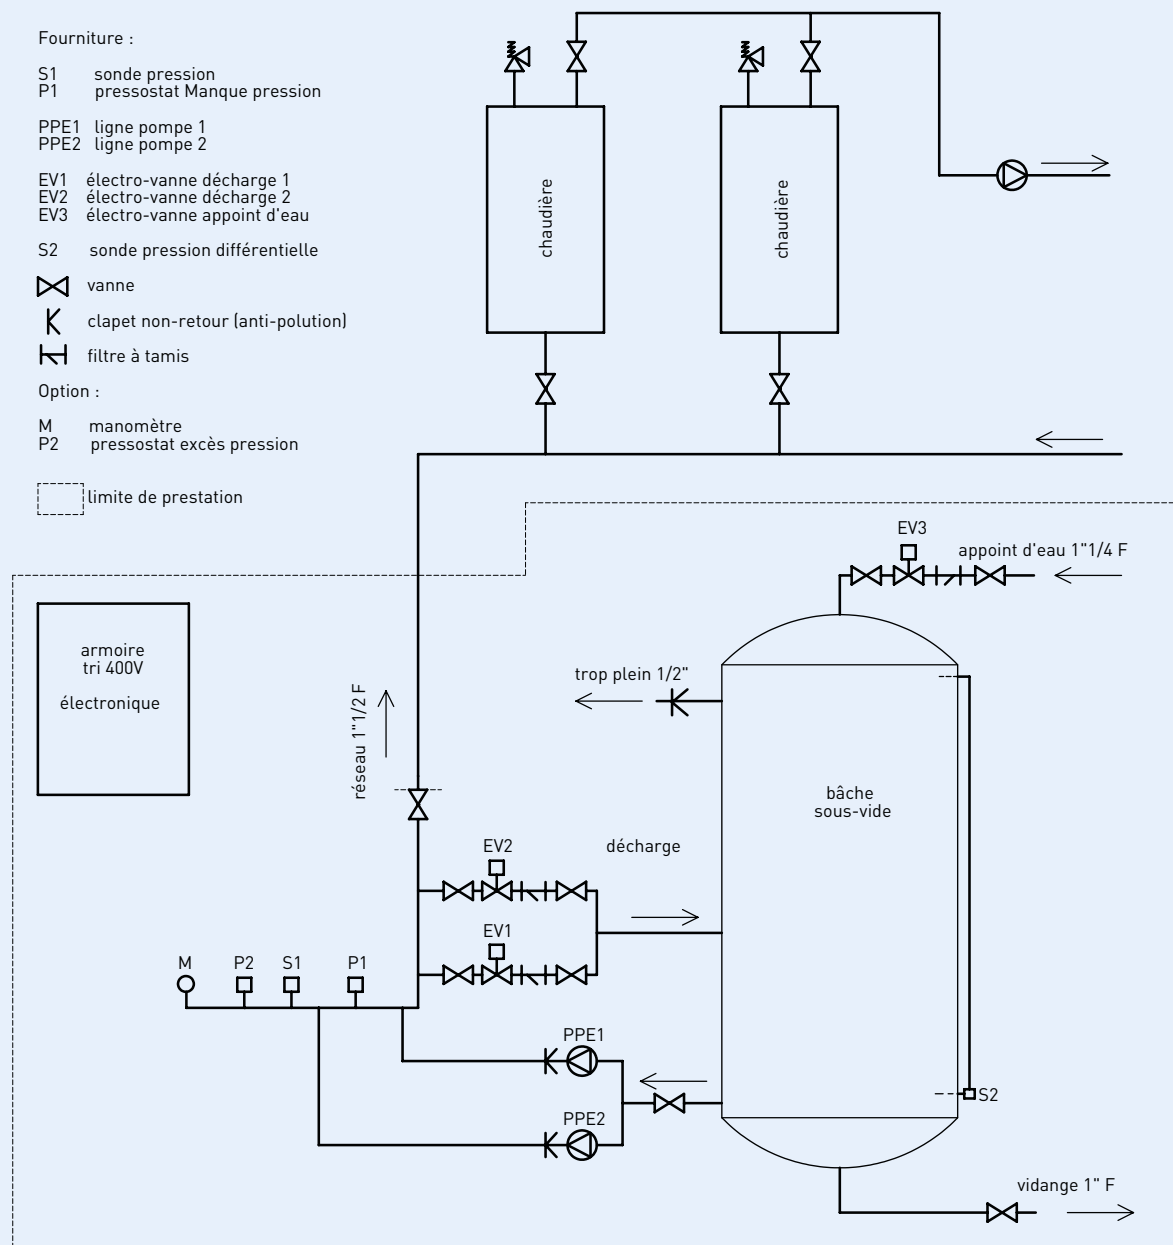 Fourniture :
S1 sonde pression
P1 pressostat Manque pression
PPE1 ligne pompe 1
PPE2 ligne pompe 2
EV1 électro-vanne décharge 1
EV2 électro-vanne décharge 2
EV3 électro-vanne appoint d'eau
S2 sonde pression différentielle
vanne
clapet non-retour (anti-polution)
filtre à tamis
Option :
M manomètre
P2 pressostat excès pression
limite de prestation
chaudière
chaudière
EV3
appoint d'eau 1"1/4 F
armoire
tri 400V
électronique
trop plein 1/2"
réseau 1"1/2 F
bâche
sous-vide
EV2
décharge
EV1
M
P2
S1
P1
PPE1
S2
PPE2
vidange 1" F